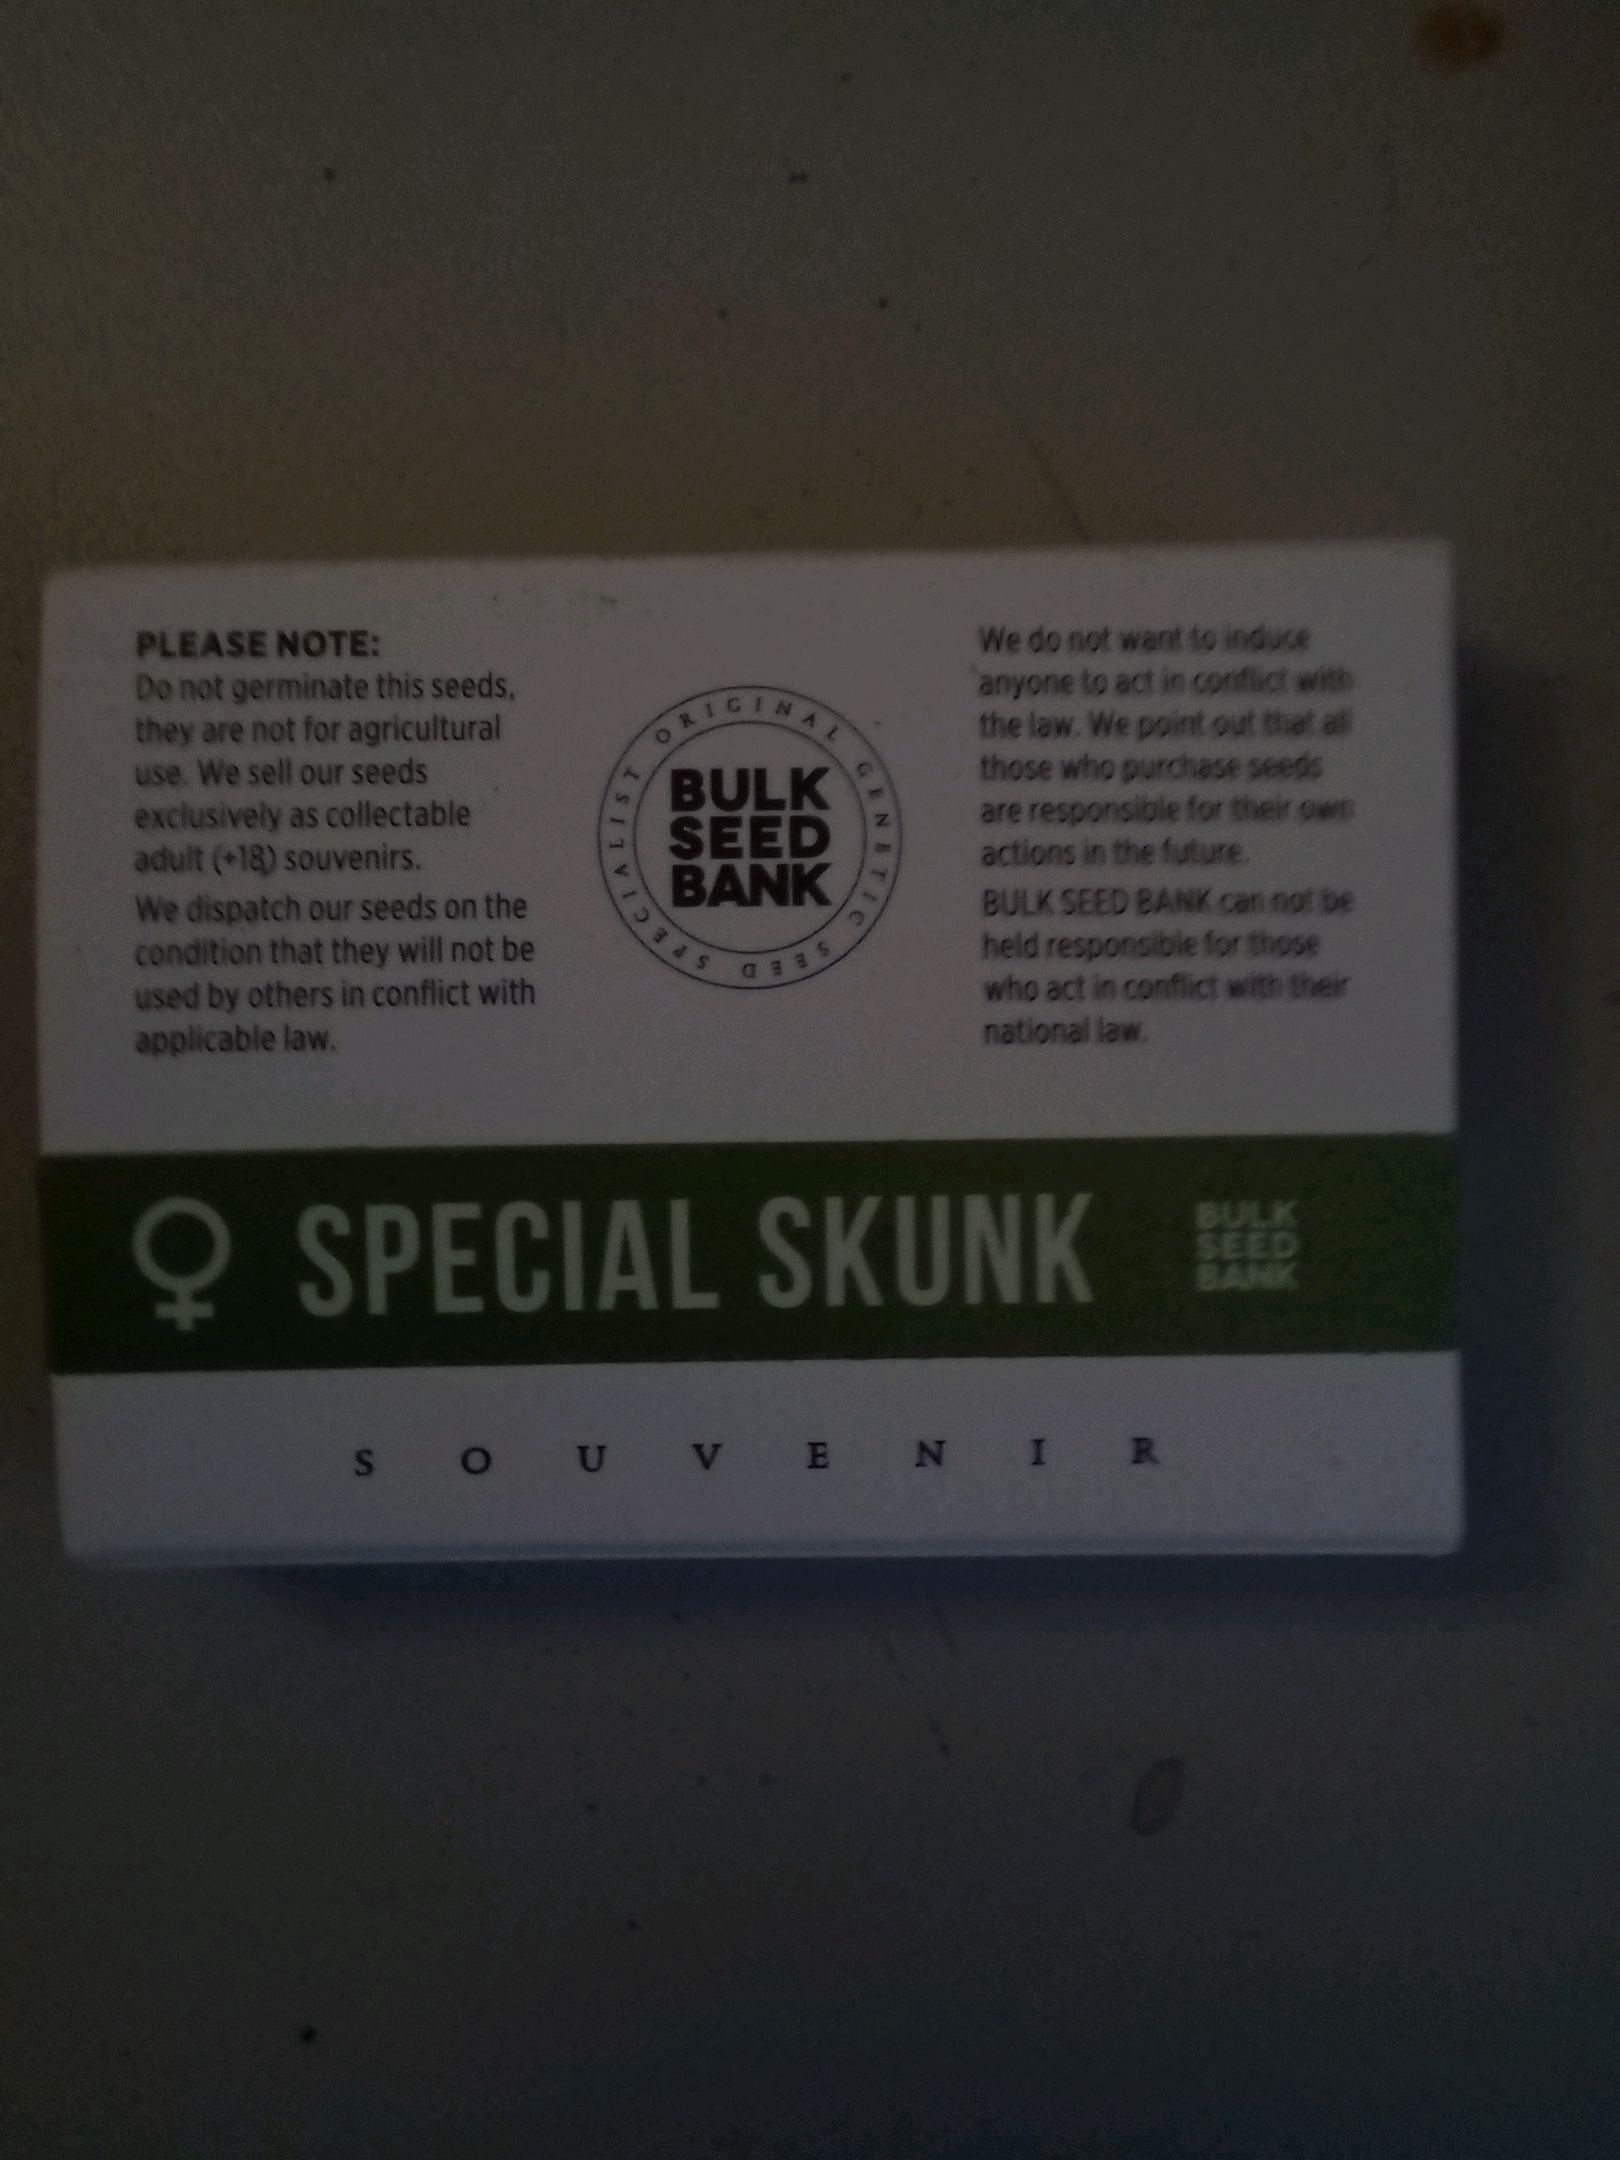 PLEASE NOTE:
Do not germinate this seeds,
they are not for agricultural
use. We sell our seeds
exclusively as collectable
adult (+18) souvenirs.
We dispatch our seeds on the
condition that they will not be
used by others in conflict with
applicable law.
ORIGINAL GENETIC SEED SPECIALIST
BULK
SEED
BANK
We do not want to induce
anyone to act in conflict with
the law. We point out that all
those who purchase seeds
are responsible for their own
actions in the future.
BULK SEED BANK can not be
held responsible for those
who act in conflict with their
national law.
SPECIAL SKUNK
BULK
SEED
BANK
SOUVENIR